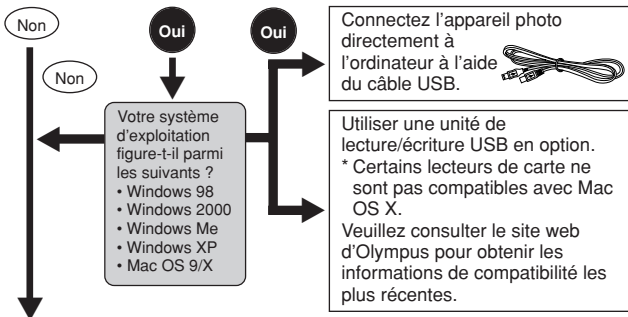 Non
Oui
Oui
Non
Votre système
d'exploitation
figure-t-il parmi
les suivants ?
• Windows 98
• Windows 2000
• Windows Me
• Windows XP
• Mac OS 9/X
Connectez l'appareil photo
directement à
l'ordinateur à l'aide
du câble USB.
Utiliser une unité de
lecture/écriture USB en option.
* Certains lecteurs de carte ne
sont pas compatibles avec Mac
OS X.
Veuillez consulter le site web
d'Olympus pour obtenir les
informations de compatibilité les
plus récentes.